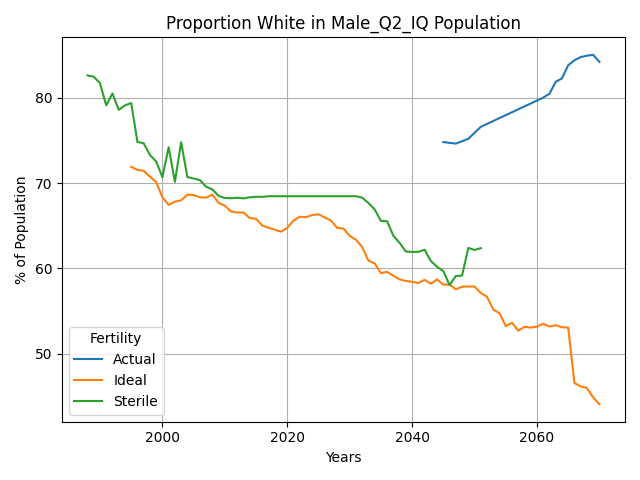 Proportion White in Male_Q2_IQ Population
% of Population
80
70
60
50
Fertility
Actual
Ideal
Sterile
2000
2020
2040
2060
Years